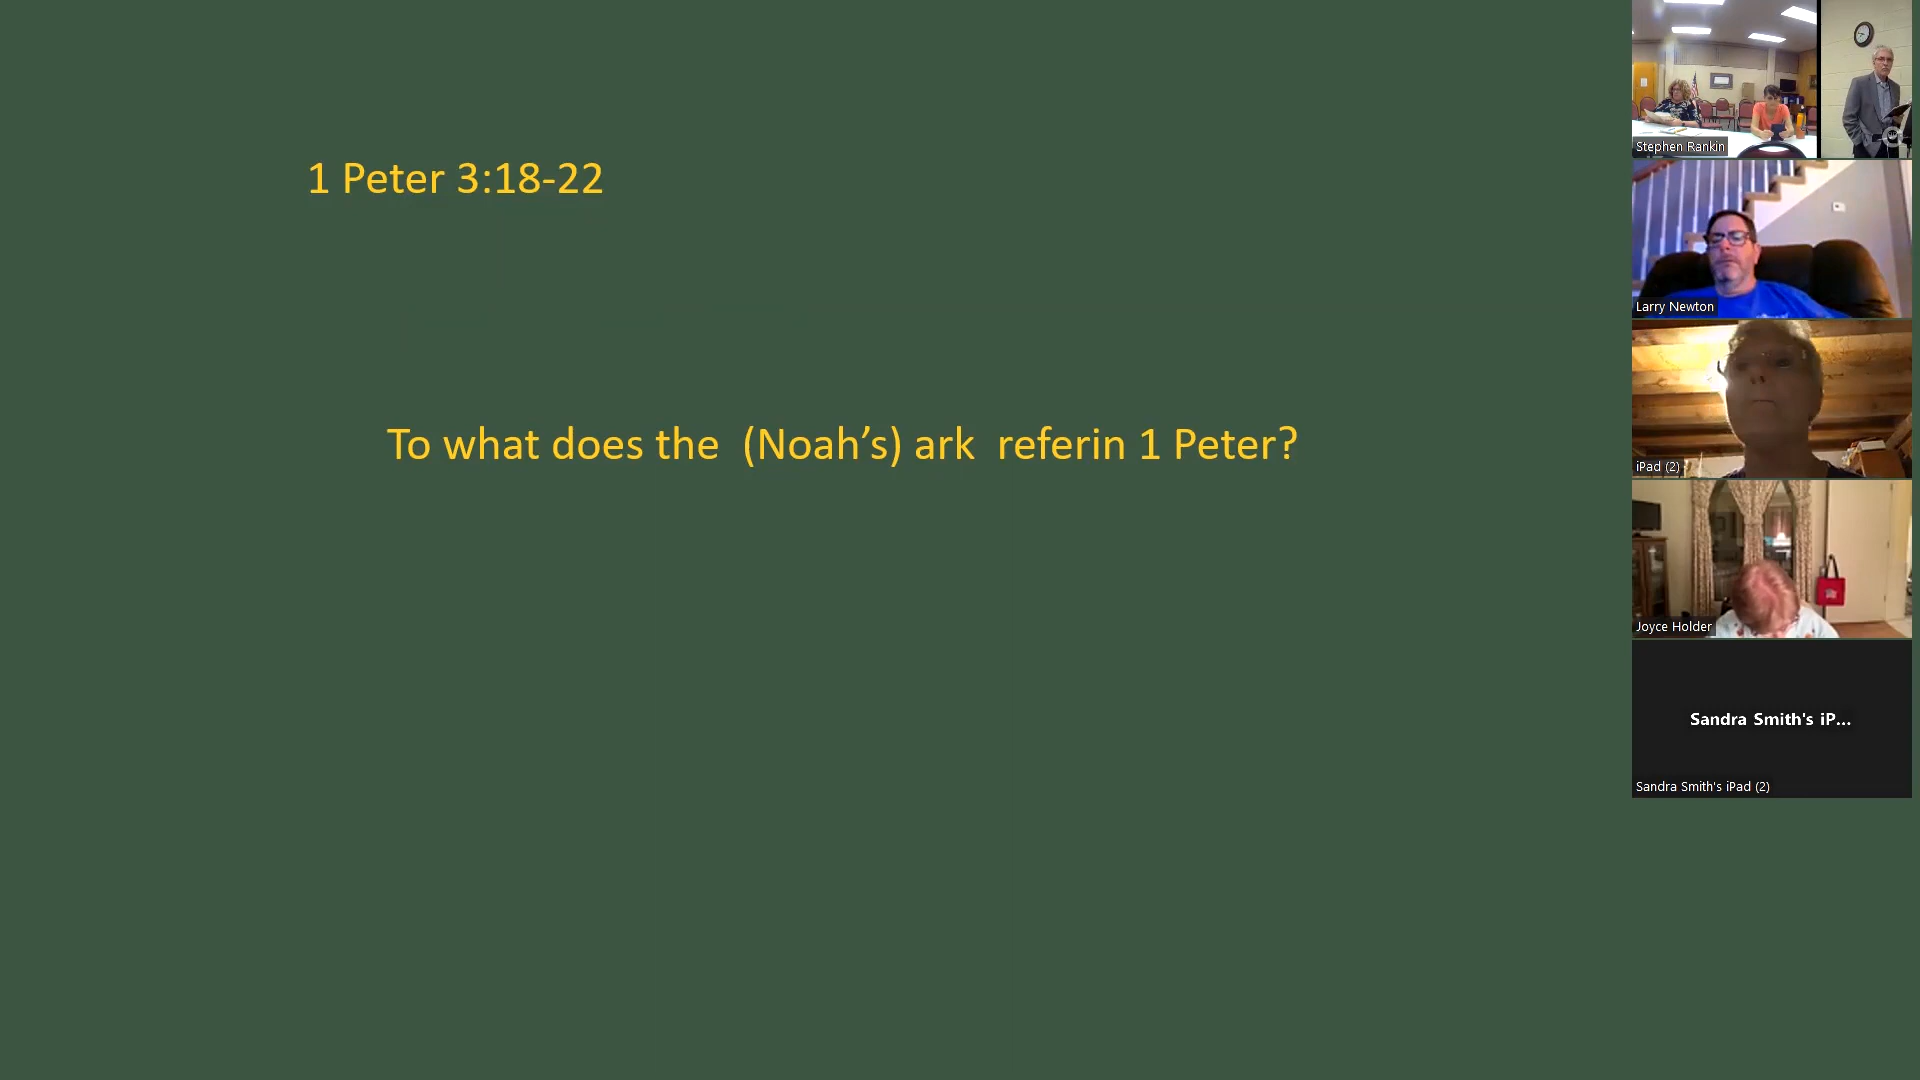 1 Peter 3:18-22
To what does the (Noah’s) ark referin 1 Peter?
Stephen Rankin
Larry Newton
iPad (2)
Joyce Holder
Sandra Smith's iP...
Sandra Smith's iPad (2)